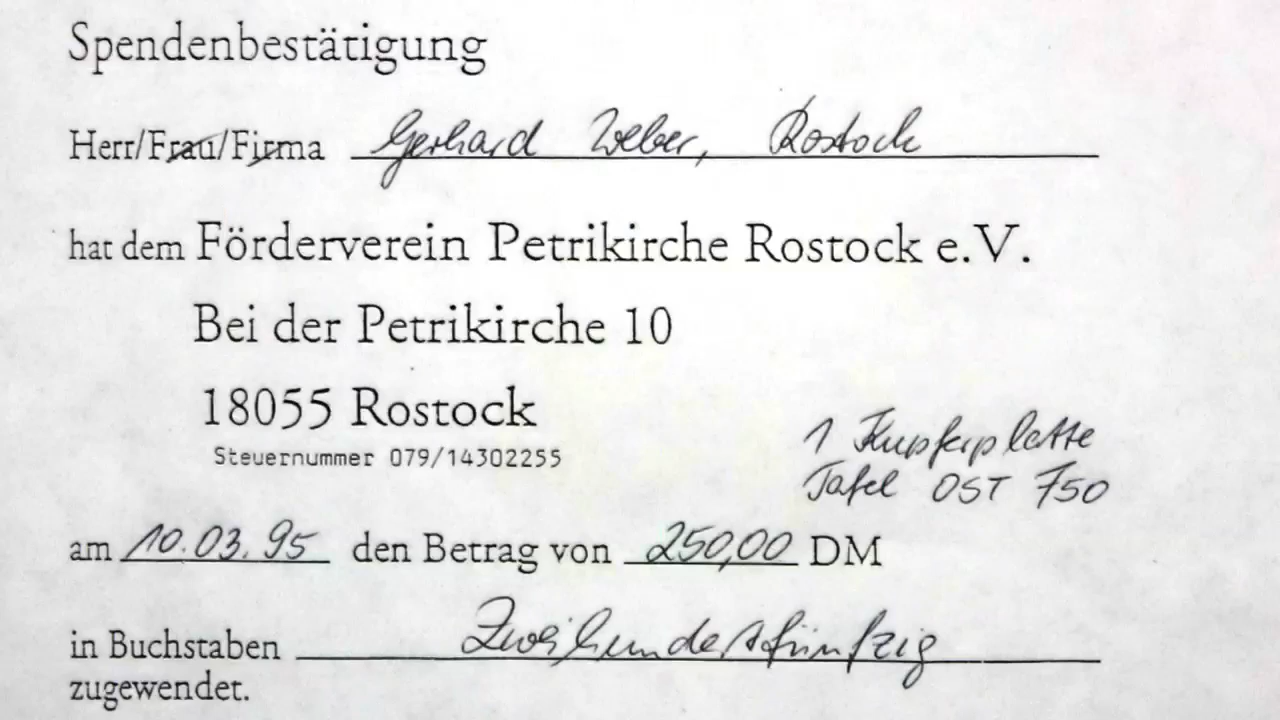 Spendenbestätigung
Herr/Frau/Firma Gerhard Weber, Rostock
hat dem Förderverein Petrikirche Rostock e.V.
Bei der Petrikirche 10
18055 Rostock
Steuernummer 079/14302255
1 Kupferplatte
Tafel OST 750
am 10.03.95 den Betrag von 250,00 DM
in Buchstaben Zweihundertfünfzig
zugewendet.